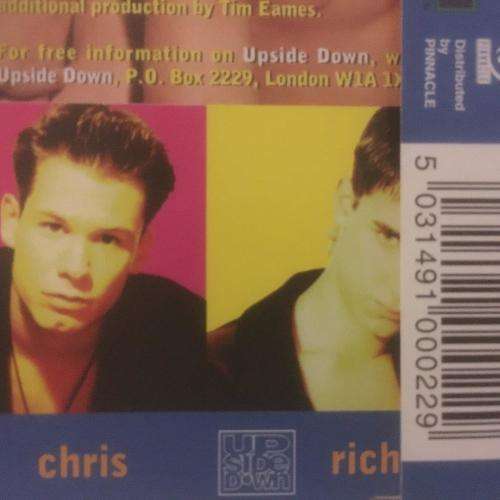 additional production by Tim Eames.
For free information on Upside Down, w
Upside Down, P.O. Box 2229, London W1A 1X
Distributed
by
PINNACLE
5 031491 000229
chris
rich
UP
SIDE
DOWN